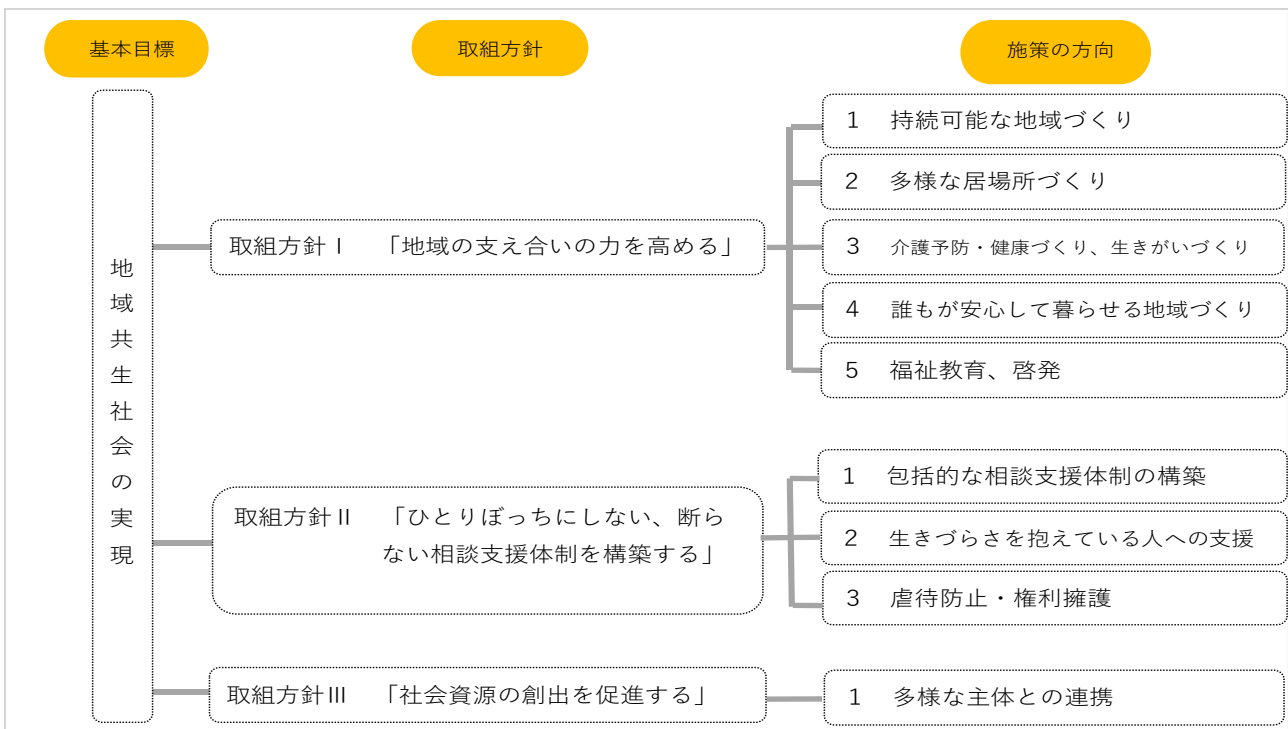 基本目標
取組方針
施策の方向
地域共生社会の実現
取組方針Ⅰ 「地域の支え合いの力を高める」
1 持続可能な地域づくり
2 多様な居場所づくり
3 介護予防・健康づくり、生きがいづくり
4 誰もが安心して暮らせる地域づくり
5 福祉教育、啓発
取組方針Ⅱ 「ひとりぼっちにしない、断ら
ない相談支援体制を構築する」
1 包括的な相談支援体制の構築
2 生きづらさを抱えている人への支援
3 虐待防止・権利擁護
取組方針Ⅲ 「社会資源の創出を促進する」
1 多様な主体との連携